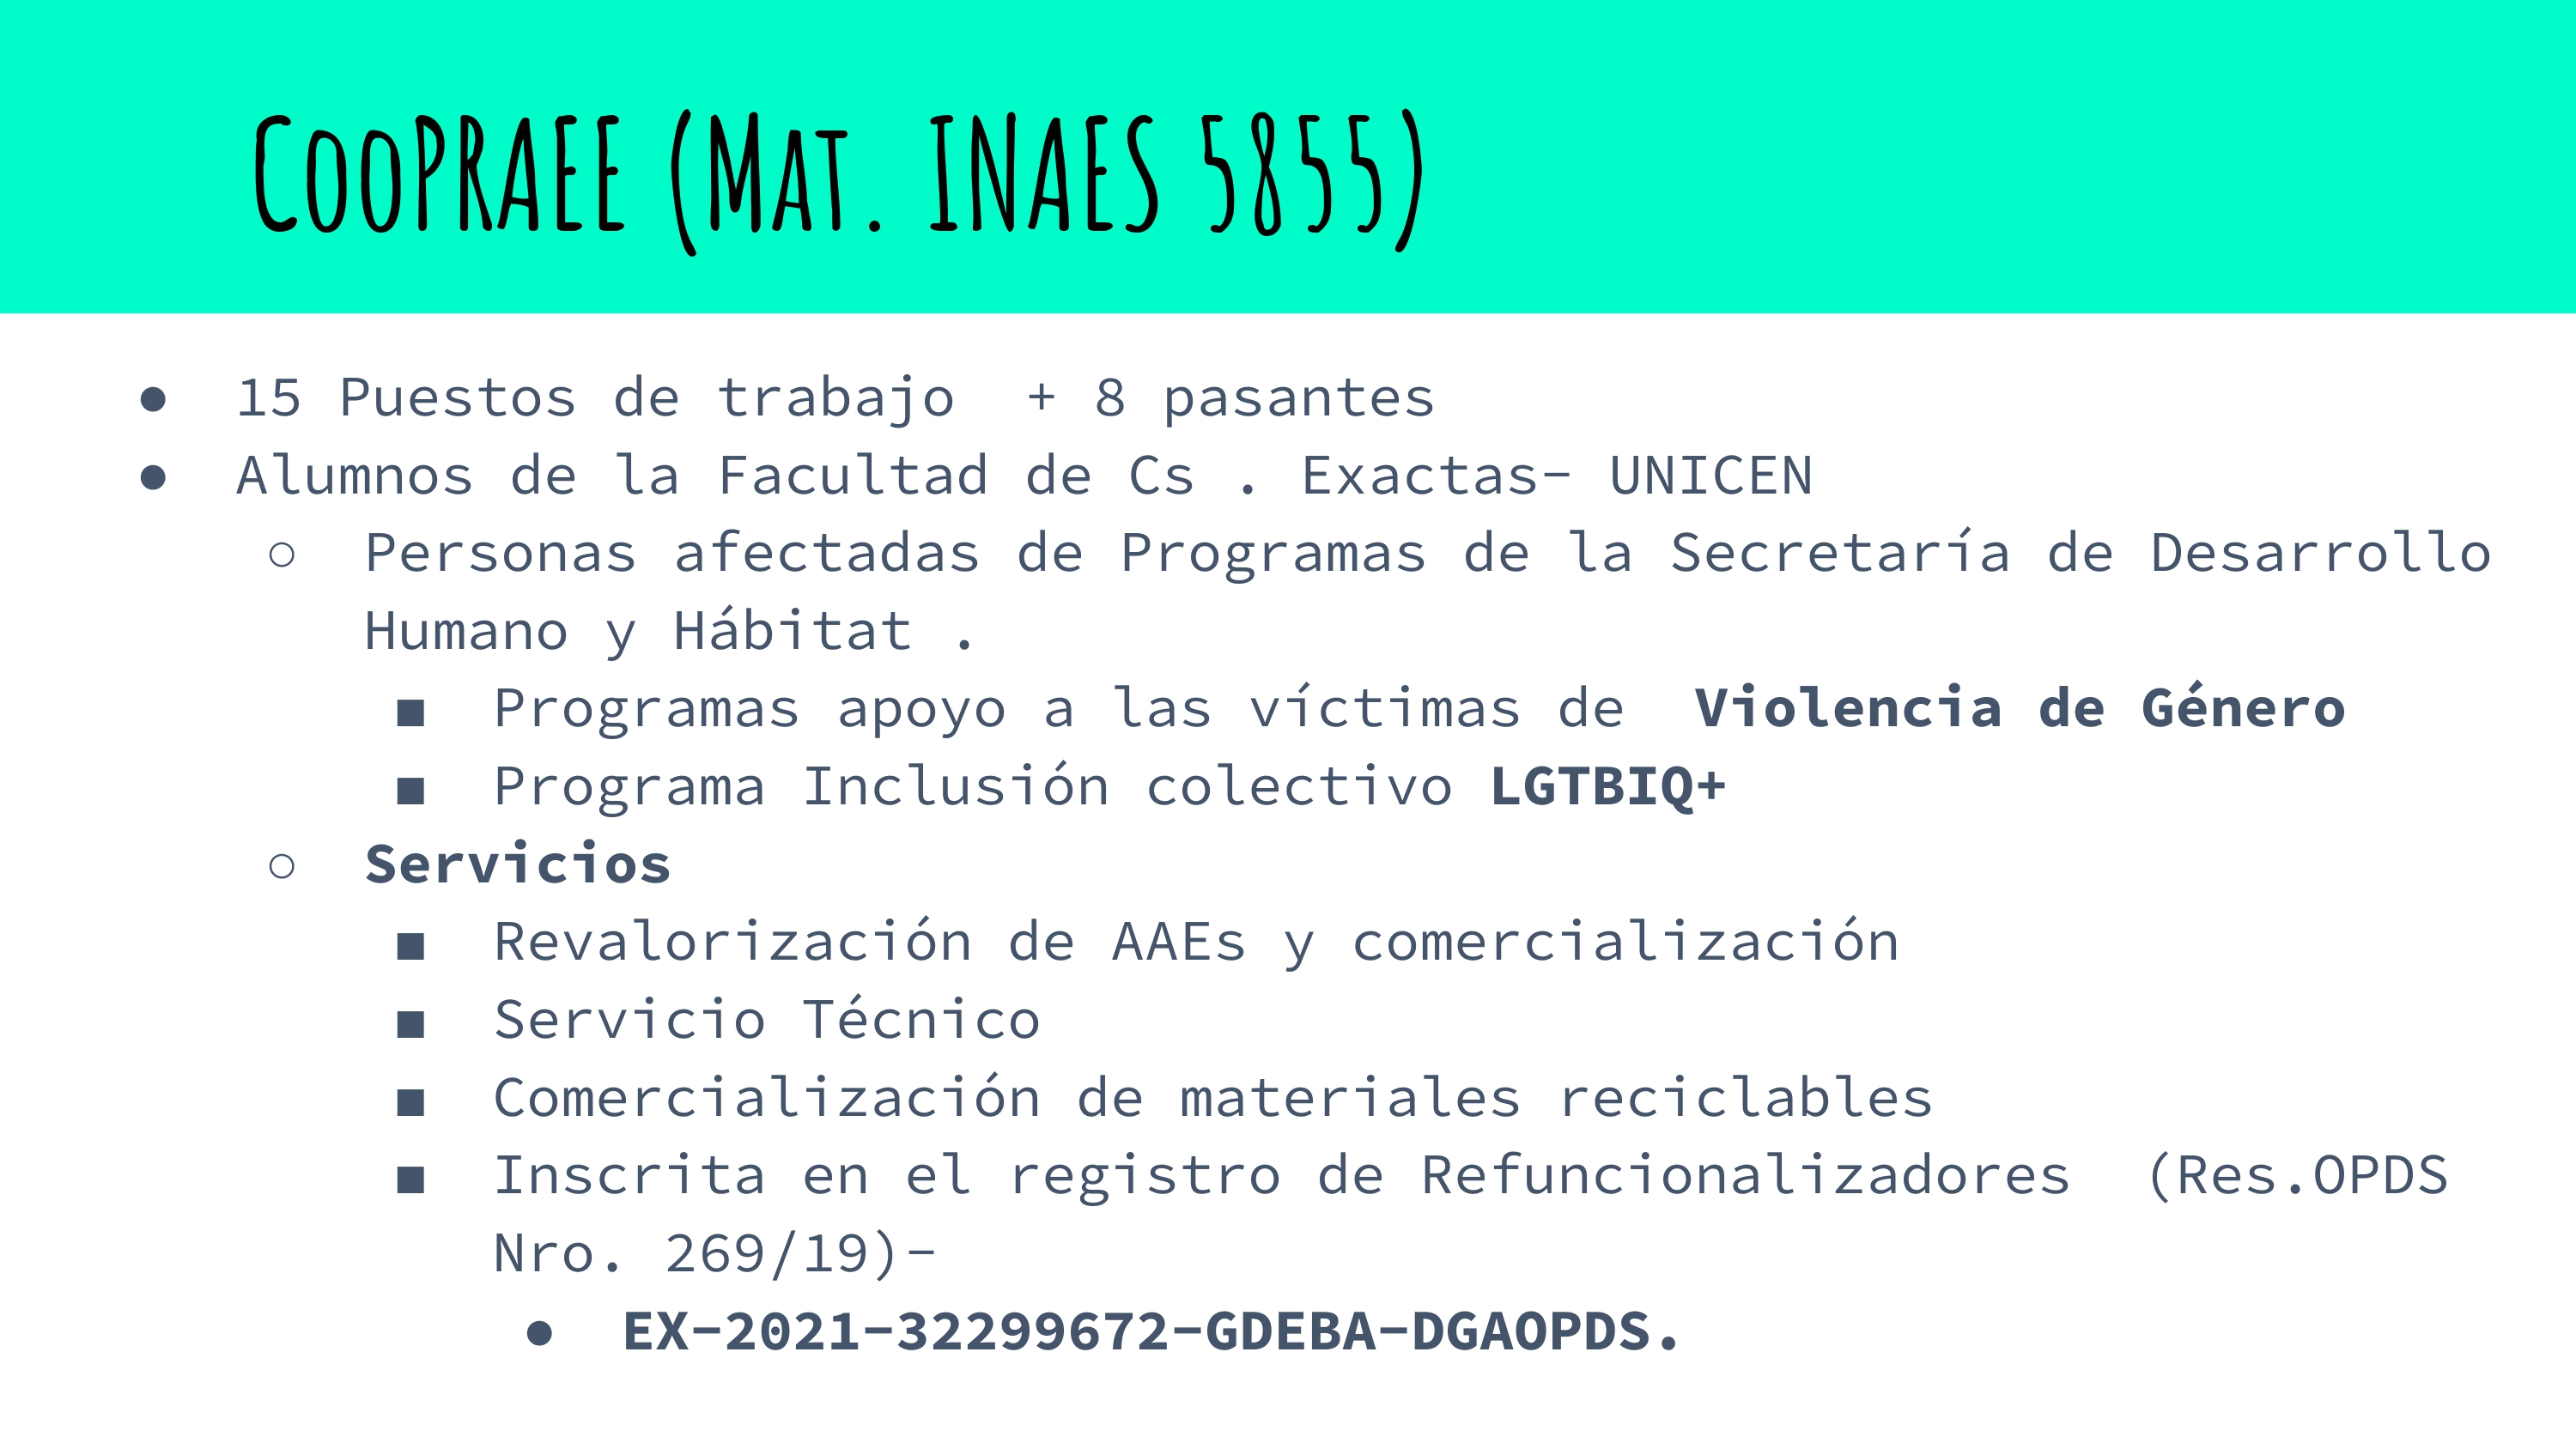 CooPRAEE (Mat. INAES 5855)
● 15 Puestos de trabajo  + 8 pasantes
● Alumnos de la Facultad de Cs . Exactas- UNICEN
○ Personas afectadas de Programas de la Secretaría de Desarrollo
Humano y Hábitat .
■ Programas apoyo a las víctimas de  Violencia de Género
■ Programa Inclusión colectivo LGTBIQ+
○ Servicios
■ Revalorización de AAEs y comercialización
■ Servicio Técnico
■ Comercialización de materiales reciclables
■ Inscrita en el registro de Refuncionalizadores  (Res.OPDS
Nro. 269/19)-
● EX-2021-32299672-GDEBA-DGAOPDS.